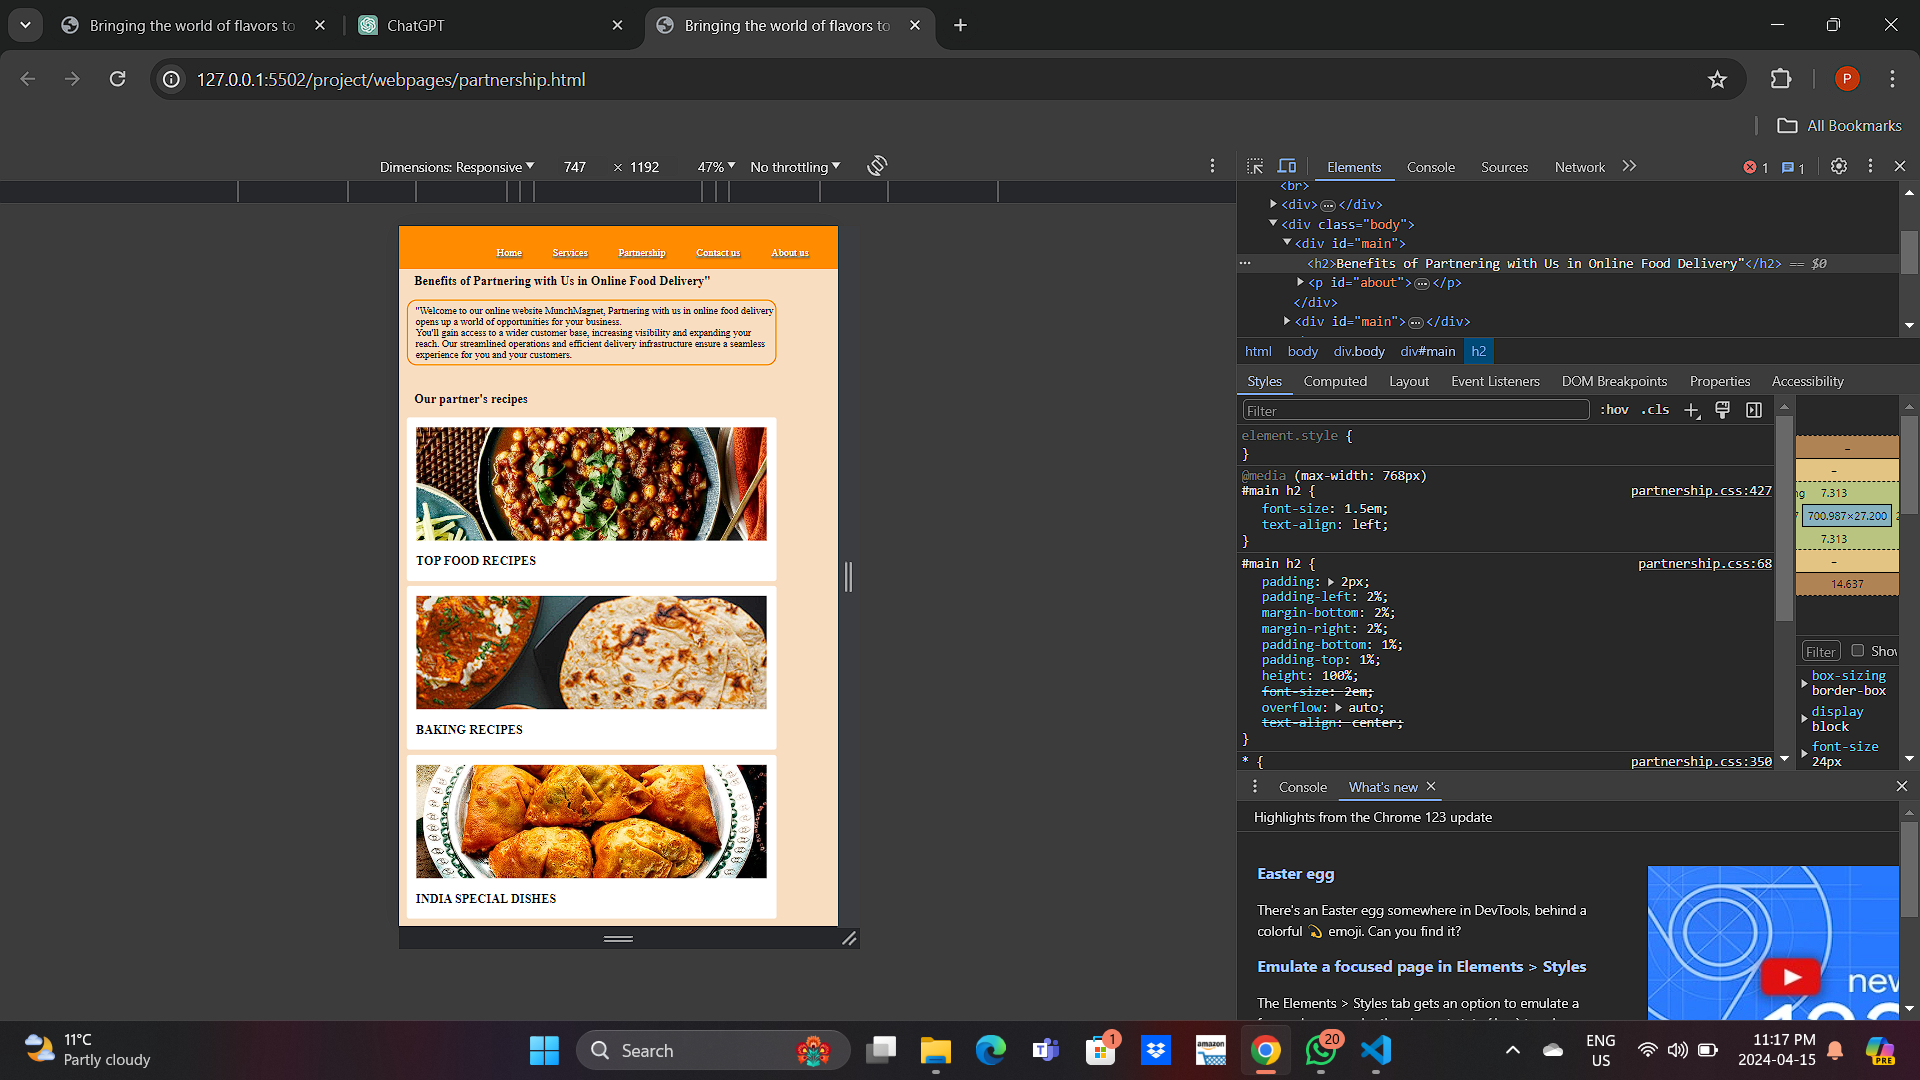 Bringing the world of flavors to
ChatGPT
Bringing the world of flavors to
127.0.0.1:5502/project/webpages/partnership.html
P
All Bookmarks
Dimensions: Responsive 747 × 1192 47% No throttling
Elements Console Sources Network 1 1
<br>
<div> … </div>
<div class="body">
<div id="main">
… <h2>Benefits of Partnering with Us in Online Food Delivery"</h2> == $0
<p id="about"> … </p>
</div>
<div id="main"> … </div>
html body div.body div#main h2
Styles Computed Layout Event Listeners DOM Breakpoints Properties Accessibility
Filter :hov .cls
element.style {
}
@media (max-width: 768px)
#main h2 { partnership.css:427
font-size: 1.5em;
text-align: left;
}
#main h2 { partnership.css:68
padding: 2px;
padding-left: 2%;
margin-bottom: 2%;
margin-right: 2%;
padding-bottom: 1%;
padding-top: 1%;
height: 100%;
font-size: 2em;
overflow: auto;
text-align: center;
}
* { partnership.css:350
–
–
ng 7.313
700.987×27.200
7.313
–
14.637
Filter Show
box-sizing
border-box
display
block
font-size
24px
Home Services Partnership Contact us About us
Benefits of Partnering with Us in Online Food Delivery"
"Welcome to our online website MunchMagnet, Partnering with us in online food delivery
opens up a world of opportunities for your business.
You'll gain access to a wider customer base, increasing visibility and expanding your
reach. Our streamlined operations and efficient delivery infrastructure ensure a seamless
experience for you and your customers.
Our partner's recipes
TOP FOOD RECIPES
BAKING RECIPES
INDIA SPECIAL DISHES
Console What's new
Highlights from the Chrome 123 update
Easter egg
There's an Easter egg somewhere in DevTools, behind a
colorful 💫 emoji. Can you find it?
Emulate a focused page in Elements > Styles
The Elements > Styles tab gets an option to emulate a
new
11°C
Partly cloudy
Search
1
amazon
20
ENG
US
11:17 PM
2024-04-15
PRE